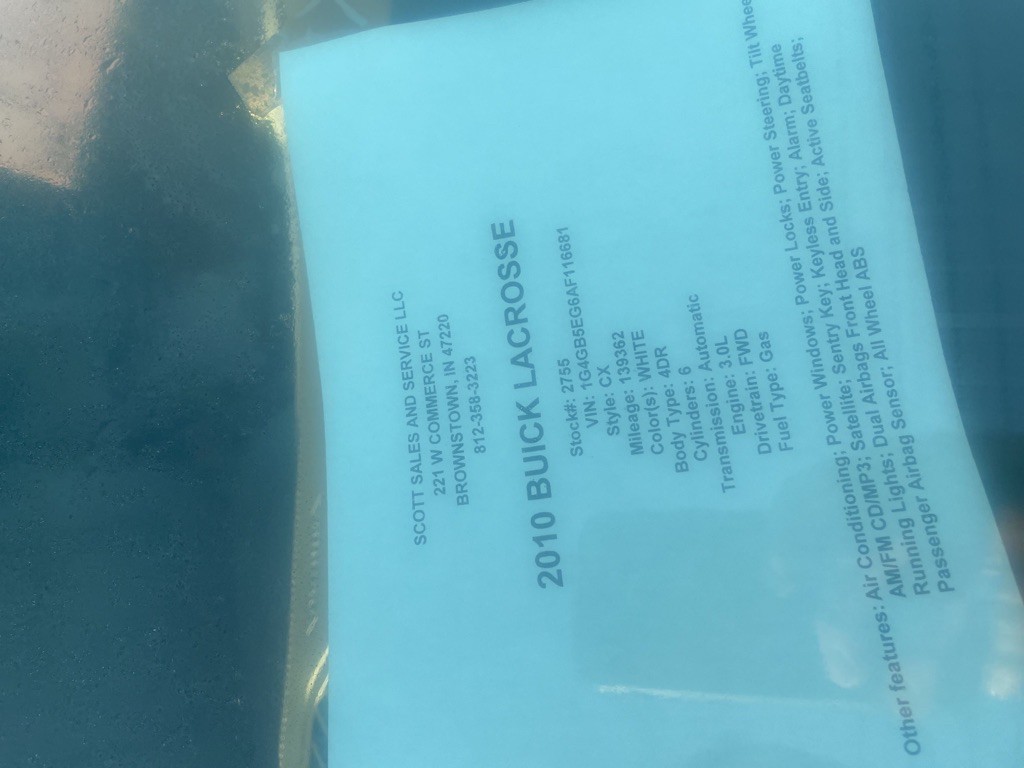 SCOTT SALES AND SERVICE LLC
221 W COMMERCE ST
BROWNSTOWN, IN 47220
812-358-3223
2010 BUICK LACROSSE
Stock#: 2755
VIN: 1G4GB5EG6AF116681
Style: CX
Mileage: 139362
Color(s): WHITE
Body Type: 4DR
Cylinders: 6
Transmission: Automatic
Engine: 3.0L
Drivetrain: FWD
Fuel Type: Gas
Other features: Air Conditioning; Power Windows; Power Locks; Power Steering; Tilt Whee
AM/FM CD/MP3; Satellite; Sentry Key; Keyless Entry; Alarm; Daytime
Running Lights; Dual Airbags Front Head and Side; Active Seatbelts;
Passenger Airbag Sensor; All Wheel ABS